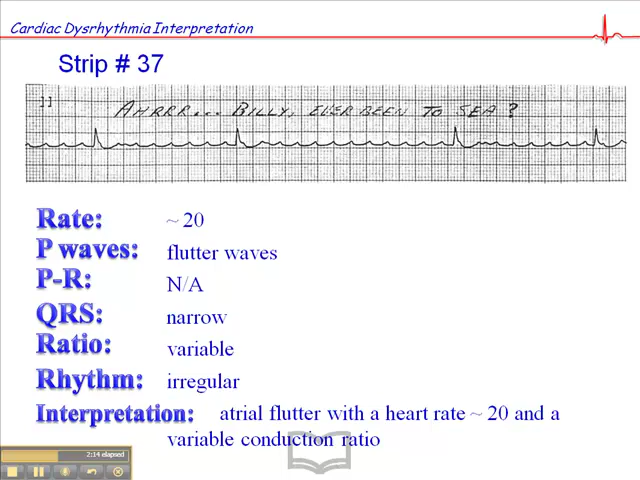 Cardiac Dysrhythmia Interpretation
Strip # 37
AHRRR... BILLY, EVER BEEN TO SEA ?
Rate: ~ 20
P waves: flutter waves
P-R: N/A
QRS: narrow
Ratio: variable
Rhythm: irregular
Interpretation: atrial flutter with a heart rate ~ 20 and a
variable conduction ratio
2:14 elapsed